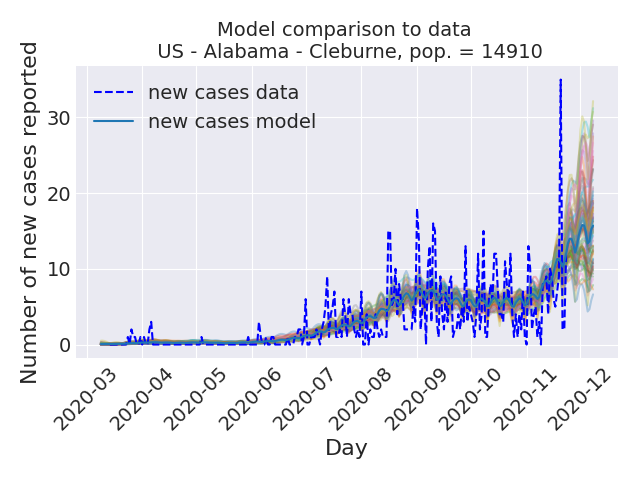 Model comparison to data
US - Alabama - Cleburne, pop. = 14910
Number of new cases reported
30
20
10
0
new cases data
new cases model
2020-03
2020-04
2020-05
2020-06
2020-07
2020-08
2020-09
2020-10
2020-11
2020-12
Day